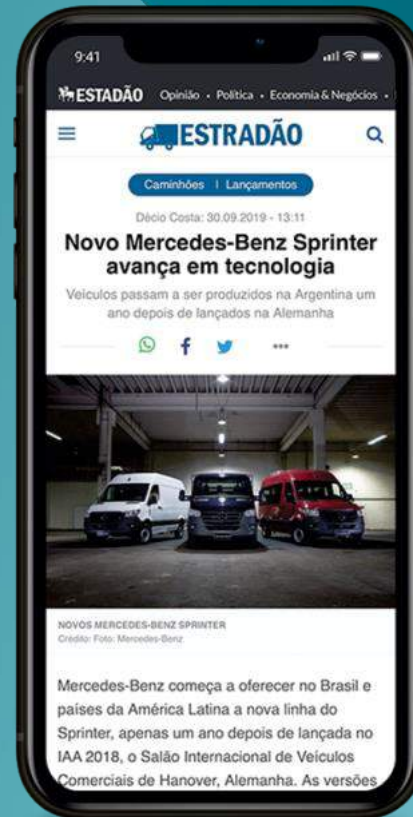 9:41
ESTADÃO Opinião • Política • Economia & Negócios •
ESTRADÃO
Caminhões | Lançamentos
Décio Costa: 30.09.2019 - 13:11
Novo Mercedes-Benz Sprinter
avança em tecnologia
Veículos passam a ser produzidos na Argentina um
ano depois de lançados na Alemanha
NOVOS MERCEDES-BENZ SPRINTER
Crédito: Foto: Mercedes-Benz
Mercedes-Benz começa a oferecer no Brasil e
países da América Latina a nova linha do
Sprinter, apenas um ano depois de lançada no
IAA 2018, o Salão Internacional de Veículos
Comerciais de Hanover, Alemanha. As versões